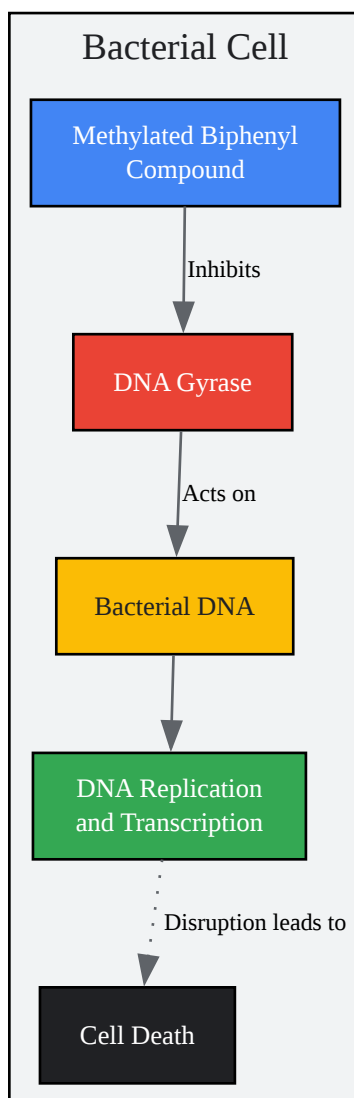 Bacterial Cell
Methylated Biphenyl
Compound
Inhibits
DNA Gyrase
Acts on
Bacterial DNA
DNA Replication
and Transcription
Disruption leads to
Cell Death